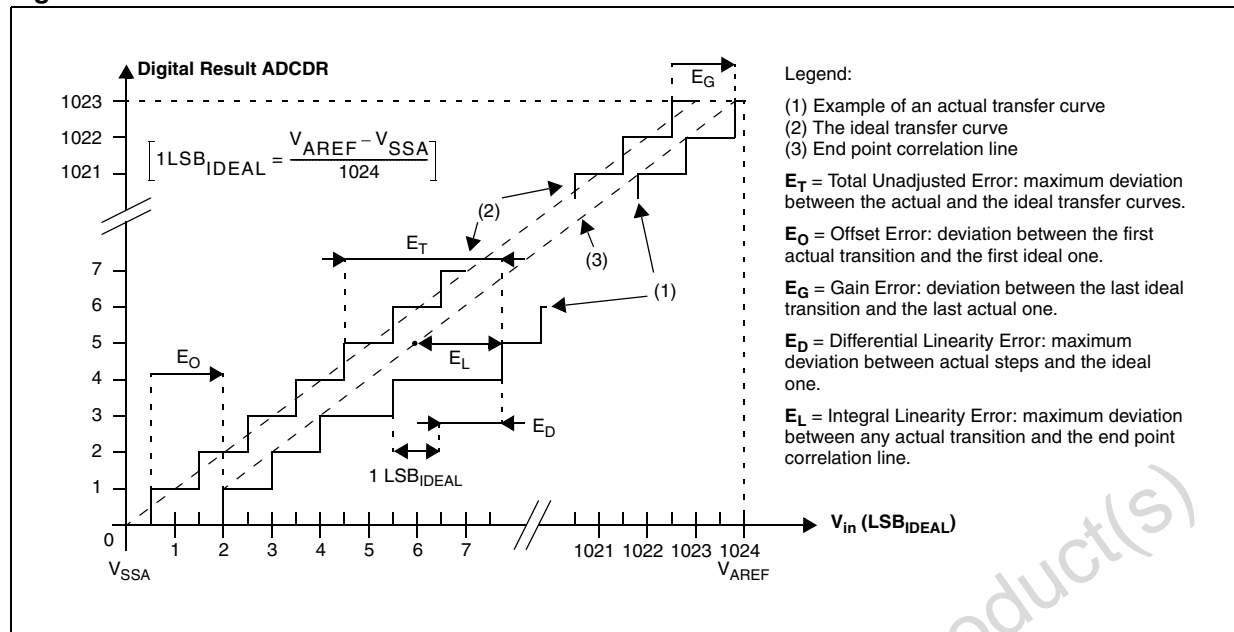 Digital Result ADCDR
1023
1022
1021
7
6
5
4
3
2
1
0
[1LSB_IDEAL = (V_AREF – V_SSA) / 1024]
E_G
(2)
E_T
(3)
(1)
E_O
E_L
E_D
1 LSB_IDEAL
1 2 3 4 5 6 7 1021 1022 1023 1024
V_in (LSB_IDEAL)
V_SSA
V_AREF
Legend:
(1) Example of an actual transfer curve
(2) The ideal transfer curve
(3) End point correlation line
E_T = Total Unadjusted Error: maximum deviation
between the actual and the ideal transfer curves.
E_O = Offset Error: deviation between the first
actual transition and the first ideal one.
E_G = Gain Error: deviation between the last ideal
transition and the last actual one.
E_D = Differential Linearity Error: maximum
deviation between actual steps and the ideal
one.
E_L = Integral Linearity Error: maximum deviation
between any actual transition and the end point
correlation line.